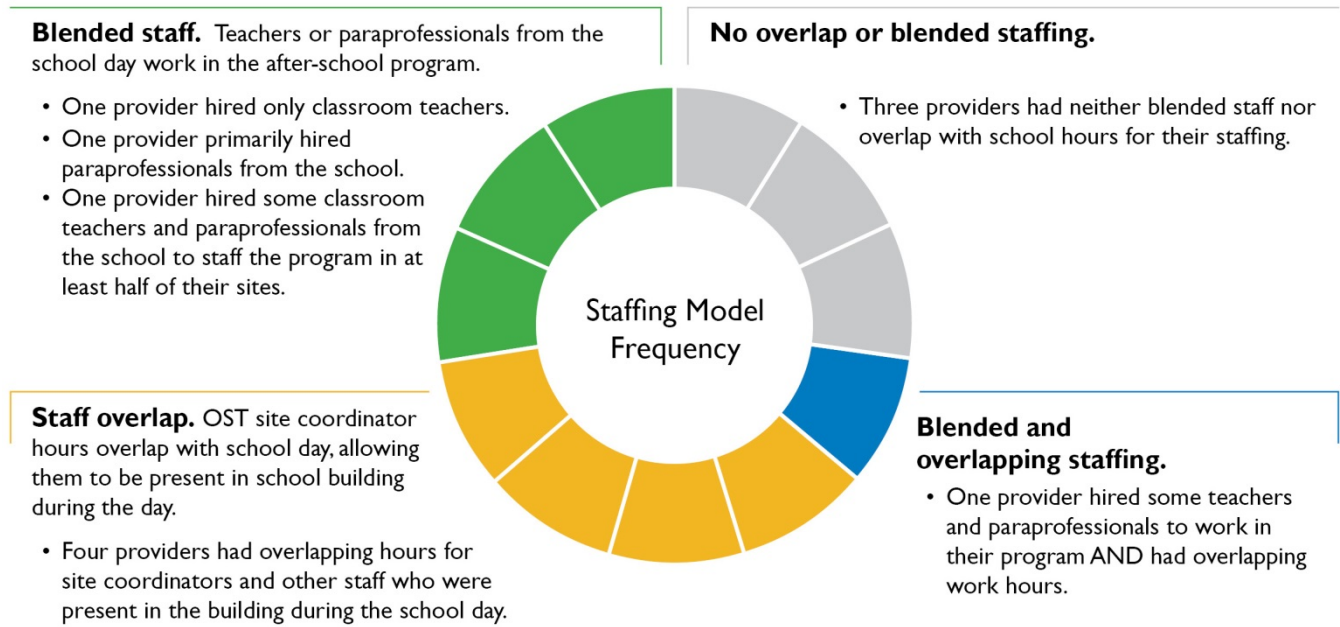 Blended staff. Teachers or paraprofessionals from the
school day work in the after-school program.
• One provider hired only classroom teachers.
• One provider primarily hired
paraprofessionals from the school.
• One provider hired some classroom
teachers and paraprofessionals from
the school to staff the program in at
least half of their sites.
No overlap or blended staffing.
• Three providers had neither blended staff nor
overlap with school hours for their staffing.
Staffing Model
Frequency
Staff overlap. OST site coordinator
hours overlap with school day, allowing
them to be present in school building
during the day.
• Four providers had overlapping hours for
site coordinators and other staff who were
present in the building during the school day.
Blended and
overlapping staffing.
• One provider hired some teachers
and paraprofessionals to work in
their program AND had overlapping
work hours.